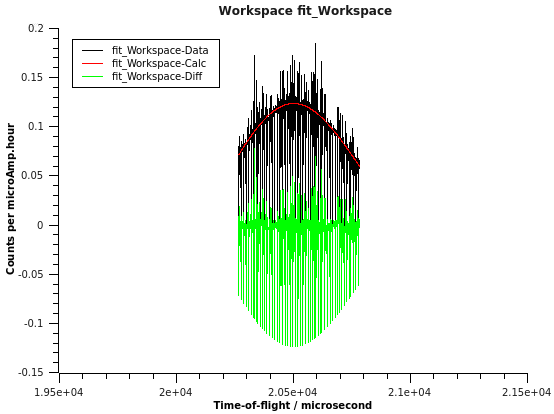 Workspace fit_Workspace
fit_Workspace-Data
fit_Workspace-Calc
fit_Workspace-Diff
Counts per microAmp.hour
0.2
0.15
0.1
0.05
0
-0.05
-0.1
-0.15
1.95e+04
2e+04
2.05e+04
2.1e+04
2.15e+04
Time-of-flight / microsecond